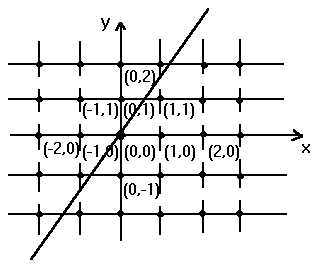 y
(0,2)
(-1,1) (0,1) (1,1)
(-2,0) (-1,0) (0,0) (1,0) (2,0)
x
(0,-1)